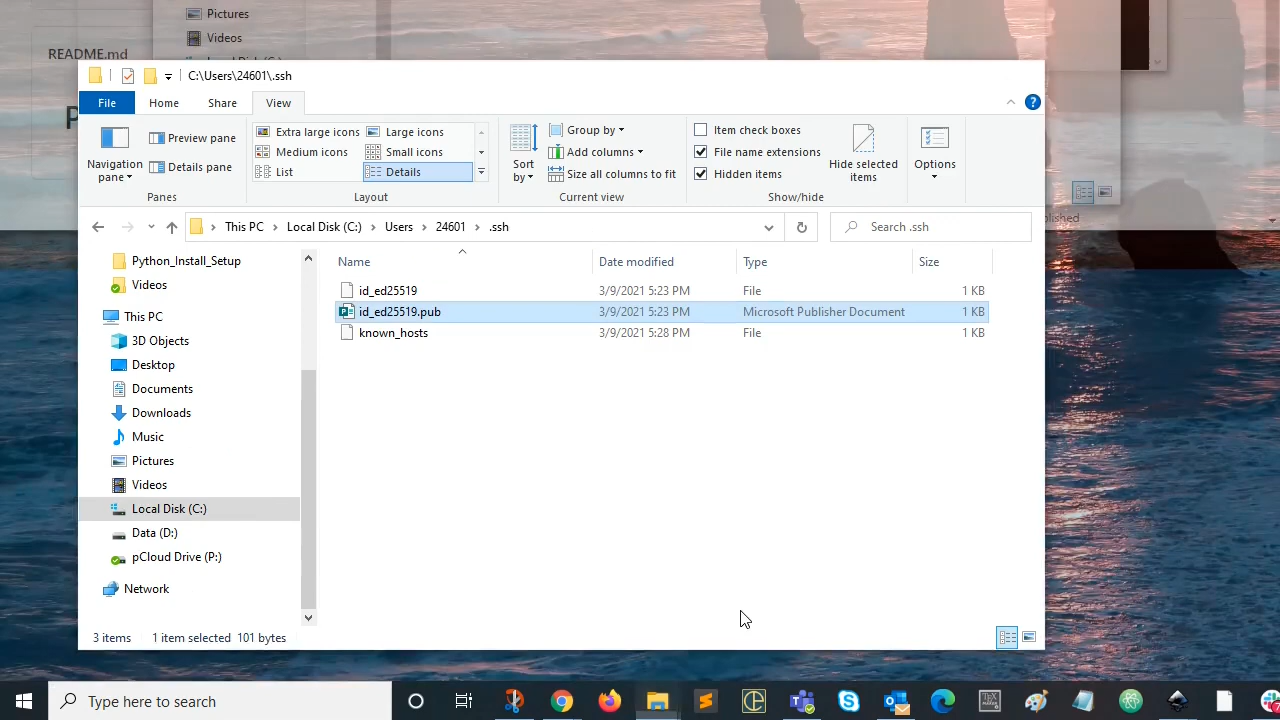 Pictures
Videos
README.md
C:\Users\24601\.ssh
File Home Share View
Navigation pane
Preview pane
Details pane
Panes
Extra large icons Large icons
Medium icons Small icons
List Details
Layout
Sort by
Group by
Add columns
Size all columns to fit
Current view
Item check boxes
File name extensions
Hidden items
Hide selected items
Show/hide
Options
This PC Local Disk (C:) Users 24601 .ssh
Search .ssh
Name Date modified Type Size
id_ed25519 3/9/2021 5:23 PM File 1 KB
id_ed25519.pub 3/9/2021 5:23 PM Microsoft Publisher Document 1 KB
known_hosts 3/9/2021 5:28 PM File 1 KB
Python_Install_Setup
Videos
This PC
3D Objects
Desktop
Documents
Downloads
Music
Pictures
Videos
Local Disk (C:)
Data (D:)
pCloud Drive (P:)
Network
3 items 1 item selected 101 bytes
Type here to search